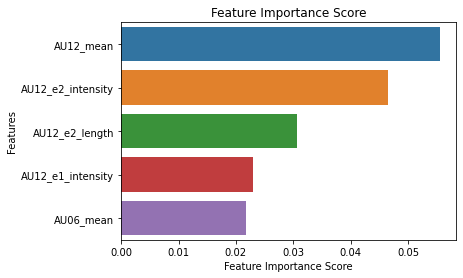 Feature Importance Score
Features
AU12_mean
AU12_e2_intensity
AU12_e2_length
AU12_e1_intensity
AU06_mean
0.00 0.01 0.02 0.03 0.04 0.05
Feature Importance Score